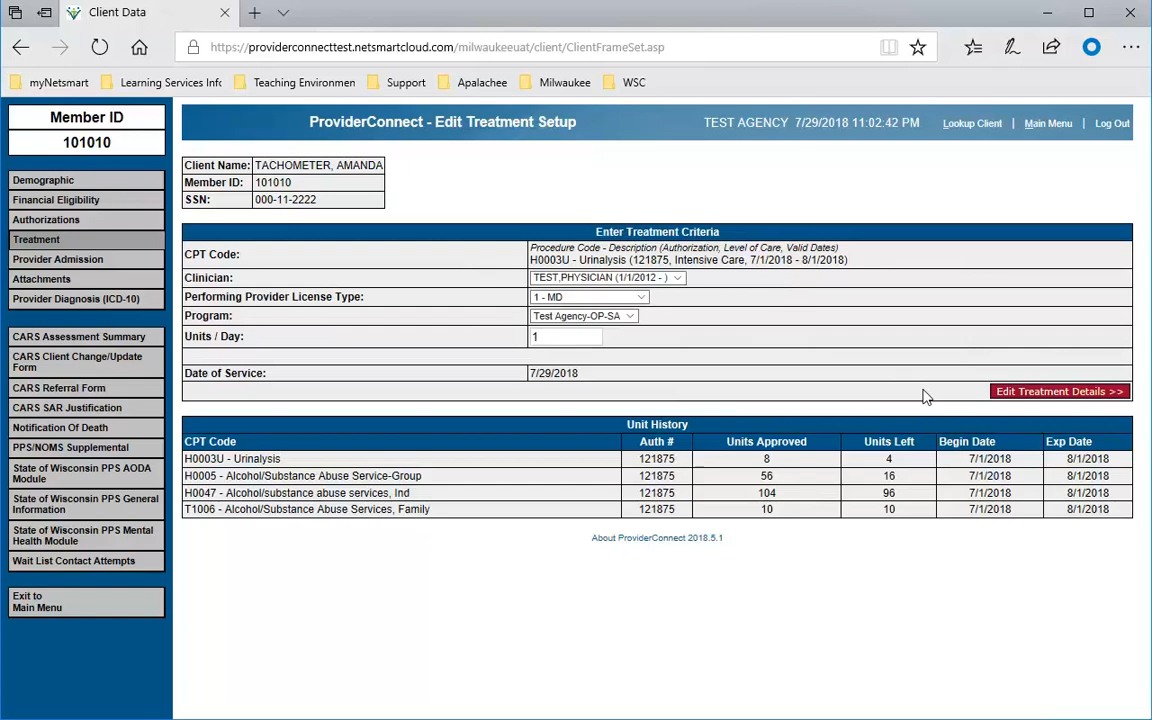 Client Data
https://providerconnecttest.netsmartcloud.com/milwaukeeuat/client/ClientFrameSet.asp
myNetsmart
Learning Services Info
Teaching Environmen
Support
Apalachee
Milwaukee
WSC
Member ID
101010
Demographic
Financial Eligibility
Authorizations
Treatment
Provider Admission
Attachments
Provider Diagnosis (ICD-10)
CARS Assessment Summary
CARS Client Change/Update
Form
CARS Referral Form
CARS SAR Justification
Notification Of Death
PPS/NOMS Supplemental
State of Wisconsin PPS AODA
Module
State of Wisconsin PPS General
Information
State of Wisconsin PPS Mental
Health Module
Wait List Contact Attempts
Exit to
Main Menu
ProviderConnect - Edit Treatment Setup
TEST AGENCY 7/29/2018 11:02:42 PM
Lookup Client | Main Menu | Log Out
Client Name: TACHOMETER, AMANDA
Member ID: 101010
SSN: 000-11-2222
Enter Treatment Criteria
CPT Code: Procedure Code - Description (Authorization, Level of Care, Valid Dates)
H0003U - Urinalysis (121875, Intensive Care, 7/1/2018 - 8/1/2018)
Clinician: TEST,PHYSICIAN (1/1/2012 - )
Performing Provider License Type: 1 - MD
Program: Test Agency-OP-SA
Units / Day: 1
Date of Service: 7/29/2018
Edit Treatment Details >>
Unit History
CPT Code Auth # Units Approved Units Left Begin Date Exp Date
H0003U - Urinalysis 121875 8 4 7/1/2018 8/1/2018
H0005 - Alcohol/Substance Abuse Service-Group 121875 56 16 7/1/2018 8/1/2018
H0047 - Alcohol/substance abuse services, Ind 121875 104 96 7/1/2018 8/1/2018
T1006 - Alcohol/Substance Abuse Services, Family 121875 10 10 7/1/2018 8/1/2018
About ProviderConnect 2018.5.1